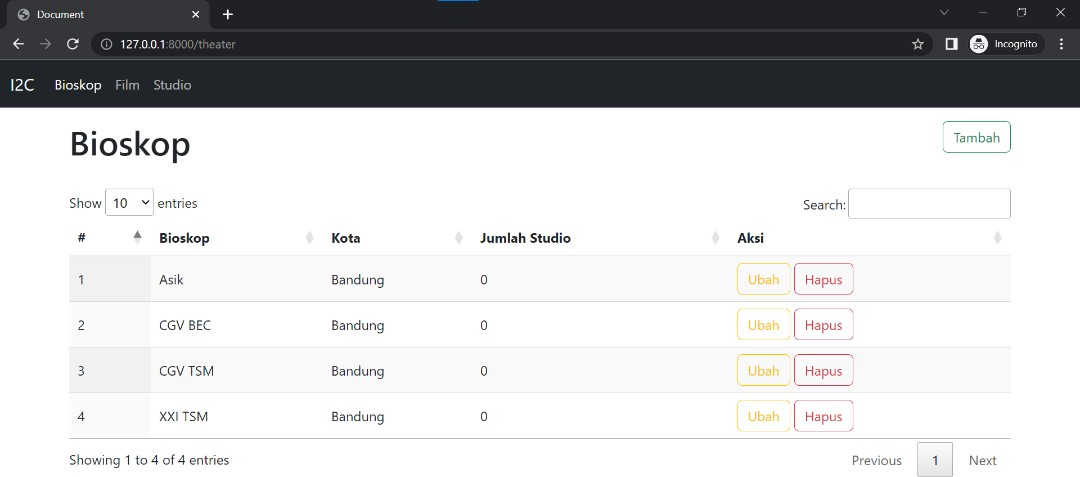 Document
127.0.0.1:8000/theater
Incognito
I2C Bioskop Film Studio
Bioskop
Tambah
Show 10 entries
Search:
# Bioskop Kota Jumlah Studio Aksi
1 Asik Bandung 0 Ubah Hapus
2 CGV BEC Bandung 0 Ubah Hapus
3 CGV TSM Bandung 0 Ubah Hapus
4 XXI TSM Bandung 0 Ubah Hapus
Showing 1 to 4 of 4 entries
Previous 1 Next